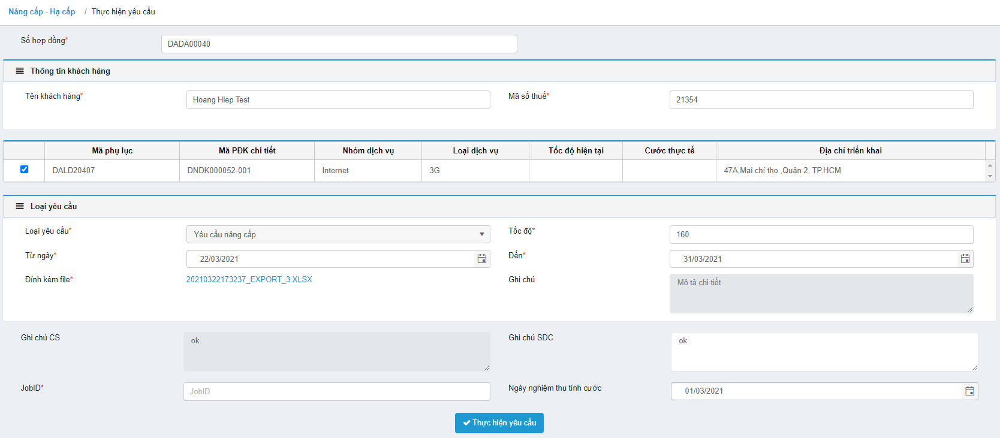 Nâng cấp - Hạ cấp / Thực hiện yêu cầu
Số hợp đồng* DADA00040
Thông tin khách hàng
Tên khách hàng* Hoang Hiep Test Mã số thuế* 21354
Mã phụ lục Mã PĐK chi tiết Nhóm dịch vụ Loại dịch vụ Tốc độ hiện tại Cước thực tế Địa chỉ triển khai
DALD20407 DNDK000052-001 Internet 3G 47A,Mai chí thọ ,Quận 2, TP.HCM
Loại yêu cầu
Loại yêu cầu* Yêu cầu nâng cấp Tốc độ* 160
Từ ngày* 22/03/2021 Đến* 31/03/2021
Đính kèm file* 20210322173237_EXPORT_3.XLSX Ghi chú Mô tả chi tiết
Ghi chú CS ok Ghi chú SDC ok
JobID* JobID Ngày nghiệm thu tính cước 01/03/2021
Thực hiện yêu cầu